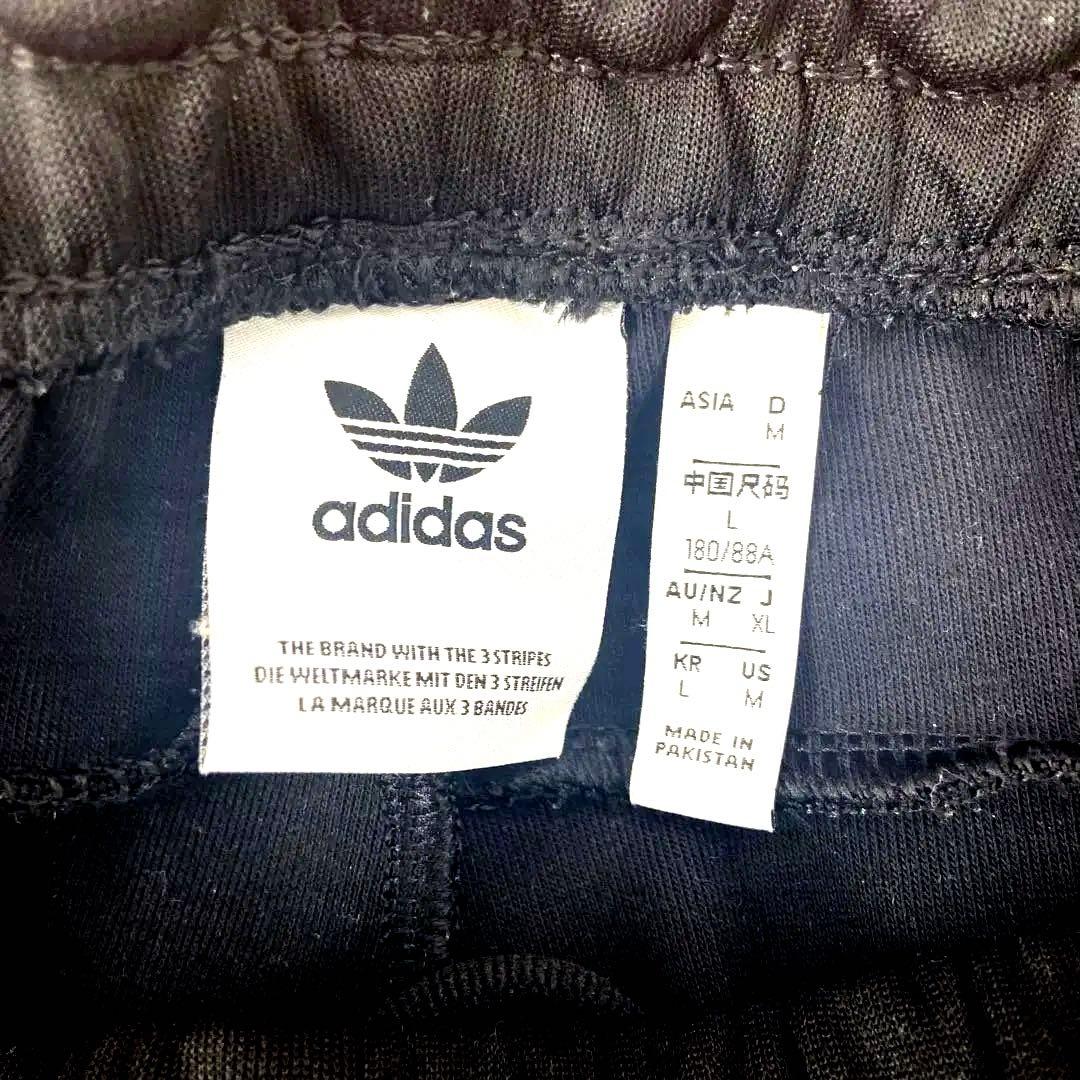 adidas
THE BRAND WITH THE 3 STRIPES
DIE WELTMARKE MIT DEN 3 STREIFEN
LA MARQUE AUX 3 BANDES
ASIA D
M
中国尺码
L
180/88A
AU/NZ J
M XL
KR US
L M
MADE IN
PAKISTAN